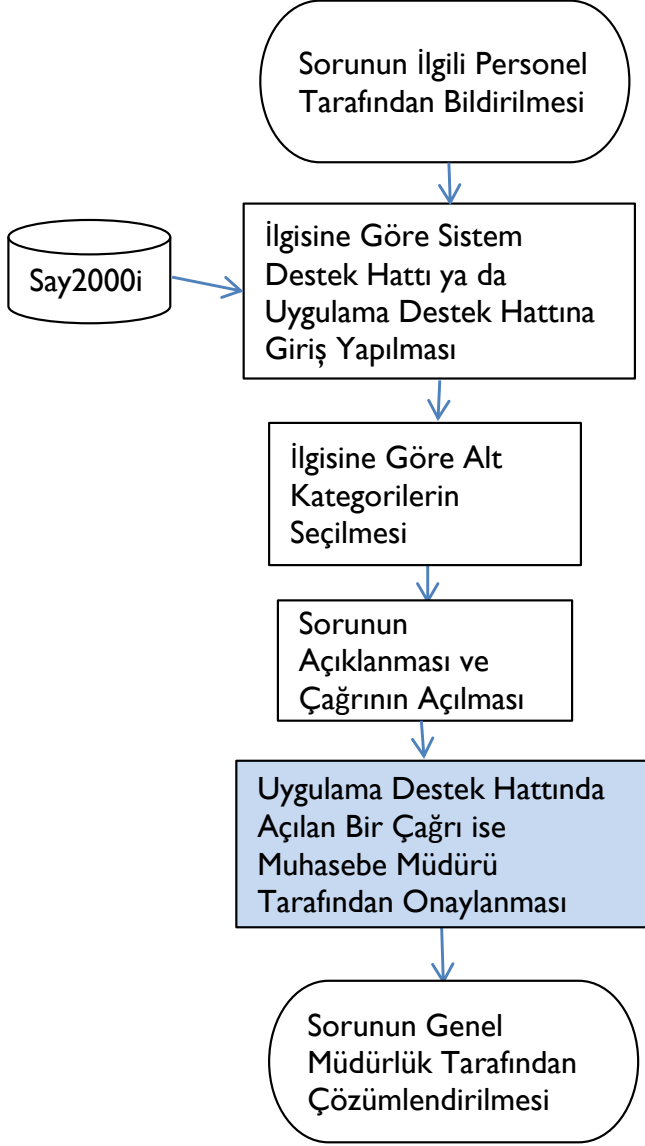 Sorunun İlgili Personel
Tarafından Bildirilmesi
Say2000i
İlgisine Göre Sistem
Destek Hattı ya da
Uygulama Destek Hattına
Giriş Yapılması
İlgisine Göre Alt
Kategorilerin
Seçilmesi
Sorunun
Açıklanması ve
Çağrının Açılması
Uygulama Destek Hattında
Açılan Bir Çağrı ise
Muhasebe Müdürü
Tarafından Onaylanması
Sorunun Genel
Müdürlük Tarafından
Çözümlendirilmesi